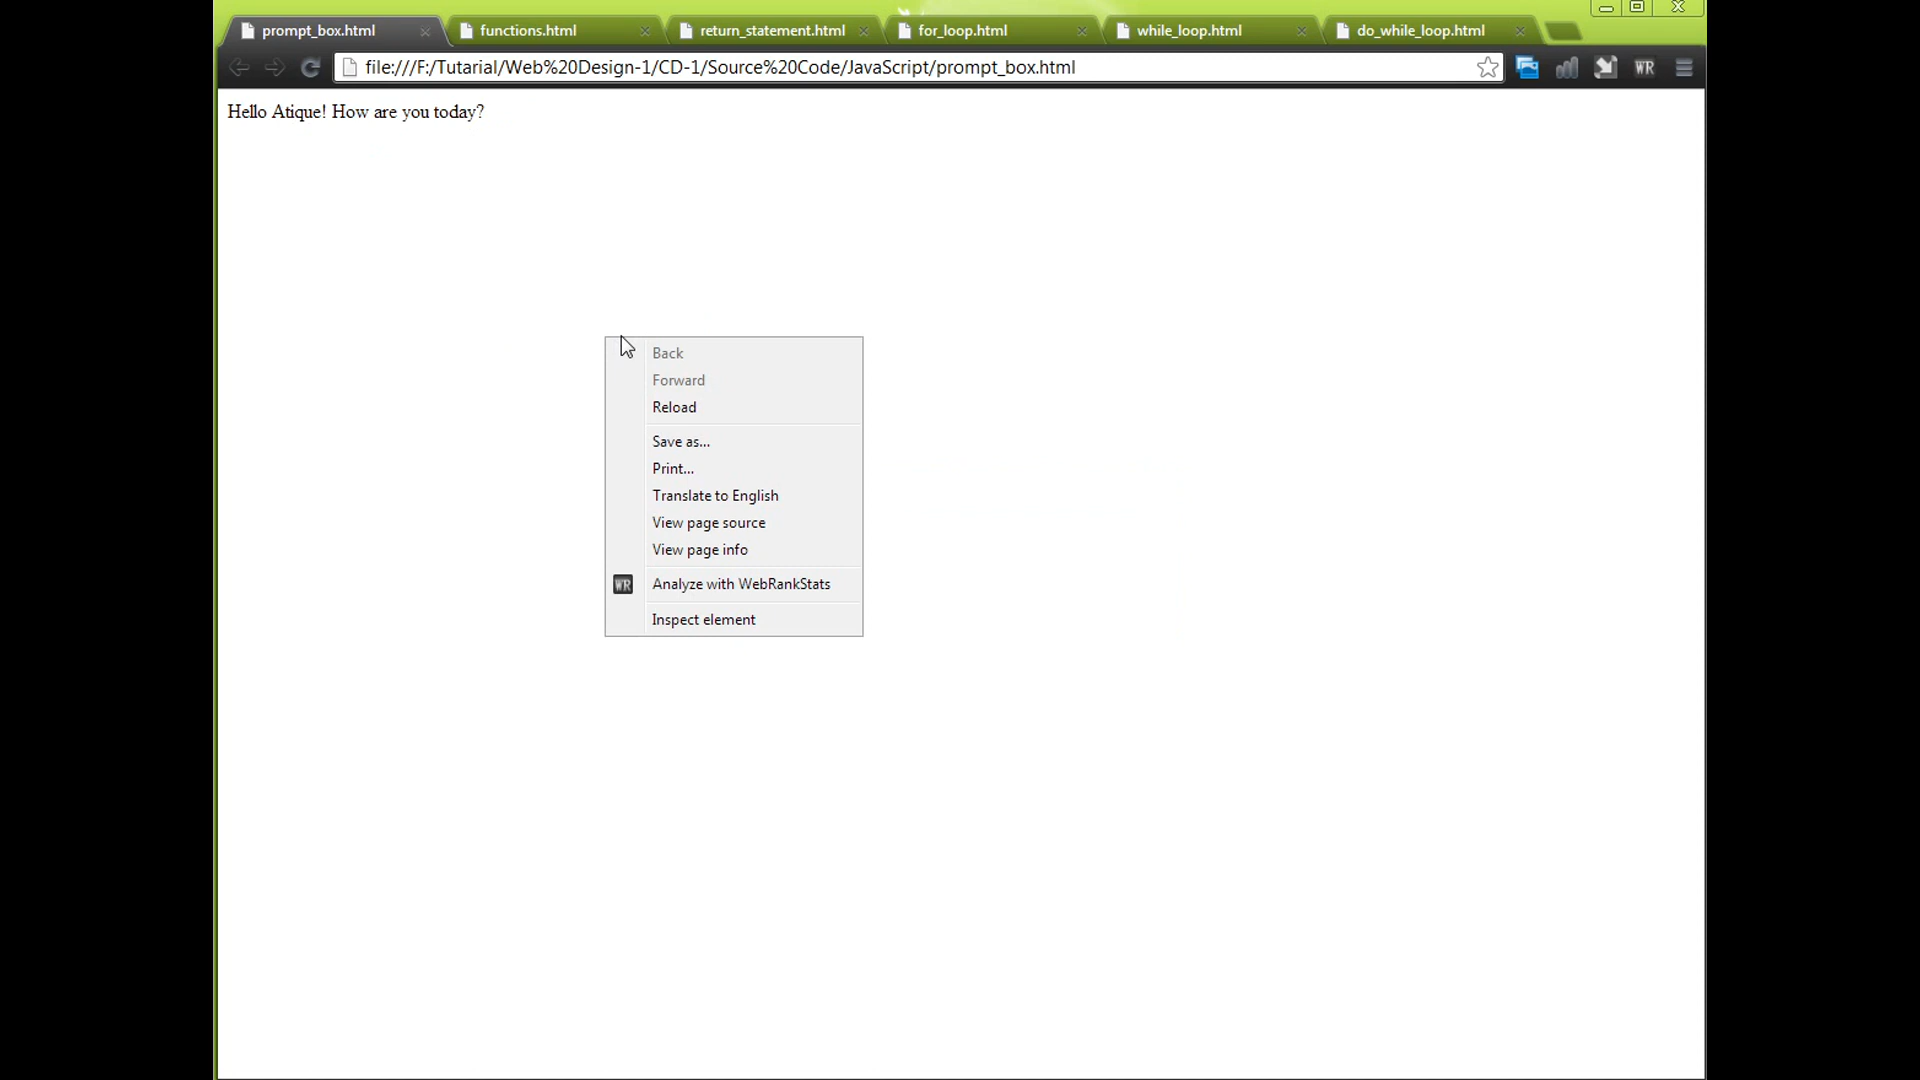 prompt_box.html
functions.html
return_statement.html
for_loop.html
while_loop.html
do_while_loop.html
file:///F:/Tutarial/Web%20Design-1/CD-1/Source%20Code/JavaScript/prompt_box.html
WR
Hello Atique! How are you today?
Back
Forward
Reload
Save as...
Print...
Translate to English
View page source
View page info
WR Analyze with WebRankStats
Inspect element